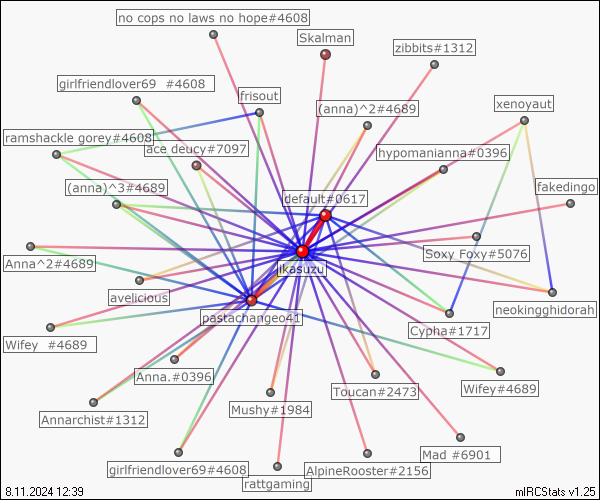 no cops no laws no hope#4608
Skalman
zibbits#1312
girlfriendlover69 #4608
frisout
(anna)^2#4689
xenoyaut
ramshackle gorey#4608
ace deucy#7097
hypomanianna#0396
(anna)^3#4689
default#0617
fakedingo
Anna^2#4689
ikasuzu
Soxy Foxy#5076
avelicious
pastachangeo41
neokingghidorah
Wifey #4689
Cypha#1717
Anna.#0396
Toucan#2473
Wifey#4689
Annarchist#1312
Mushy#1984
Mad #6901
girlfriendlover69#4608
rattgaming
AlpineRooster#2156
8.11.2024 12:39
mIRCStats v1.25